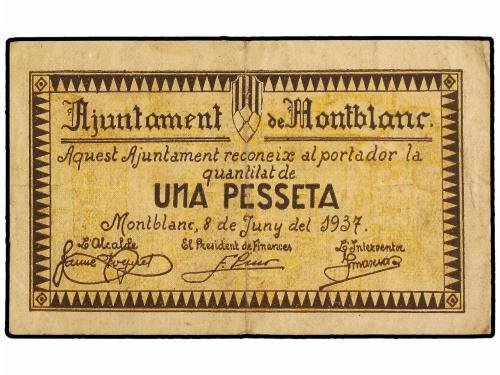 Ajuntament de Montblanc.
Aquest Ajuntament reconeix al portador la
quantitat de
UNA PESSETA
Montblanc, 8 de Juny del 1937.
L'Alcalde El President de Finances L'Interventor